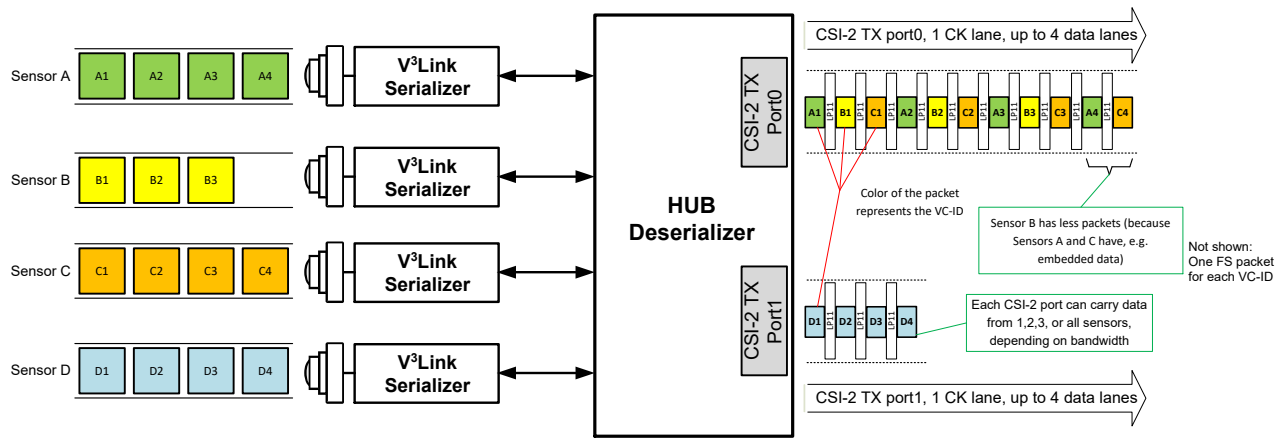 CSI-2 TX port0, 1 CK lane, up to 4 data lanes
Sensor A
A1 A2 A3 A4
V³Link
Serializer
CSI-2 TX
Port0
A1 LP11 B1 LP11 C1 LP11 A2 LP11 B2 LP11 C2 LP11 A3 LP11 B3 LP11 C3 LP11 A4 LP11 C4
Sensor B
B1 B2 B3
V³Link
Serializer
Color of the packet
represents the VC-ID
Sensor B has less packets (because
Sensors A and C have, e.g.
embedded data)
Not shown:
One FS packet
for each VC-ID
HUB
Deserializer
Sensor C
C1 C2 C3 C4
V³Link
Serializer
CSI-2 TX
Port1
D1 LP11 D2 LP11 D3 LP11 D4
Each CSI-2 port can carry data
from 1,2,3, or all sensors,
depending on bandwidth
Sensor D
D1 D2 D3 D4
V³Link
Serializer
CSI-2 TX port1, 1 CK lane, up to 4 data lanes